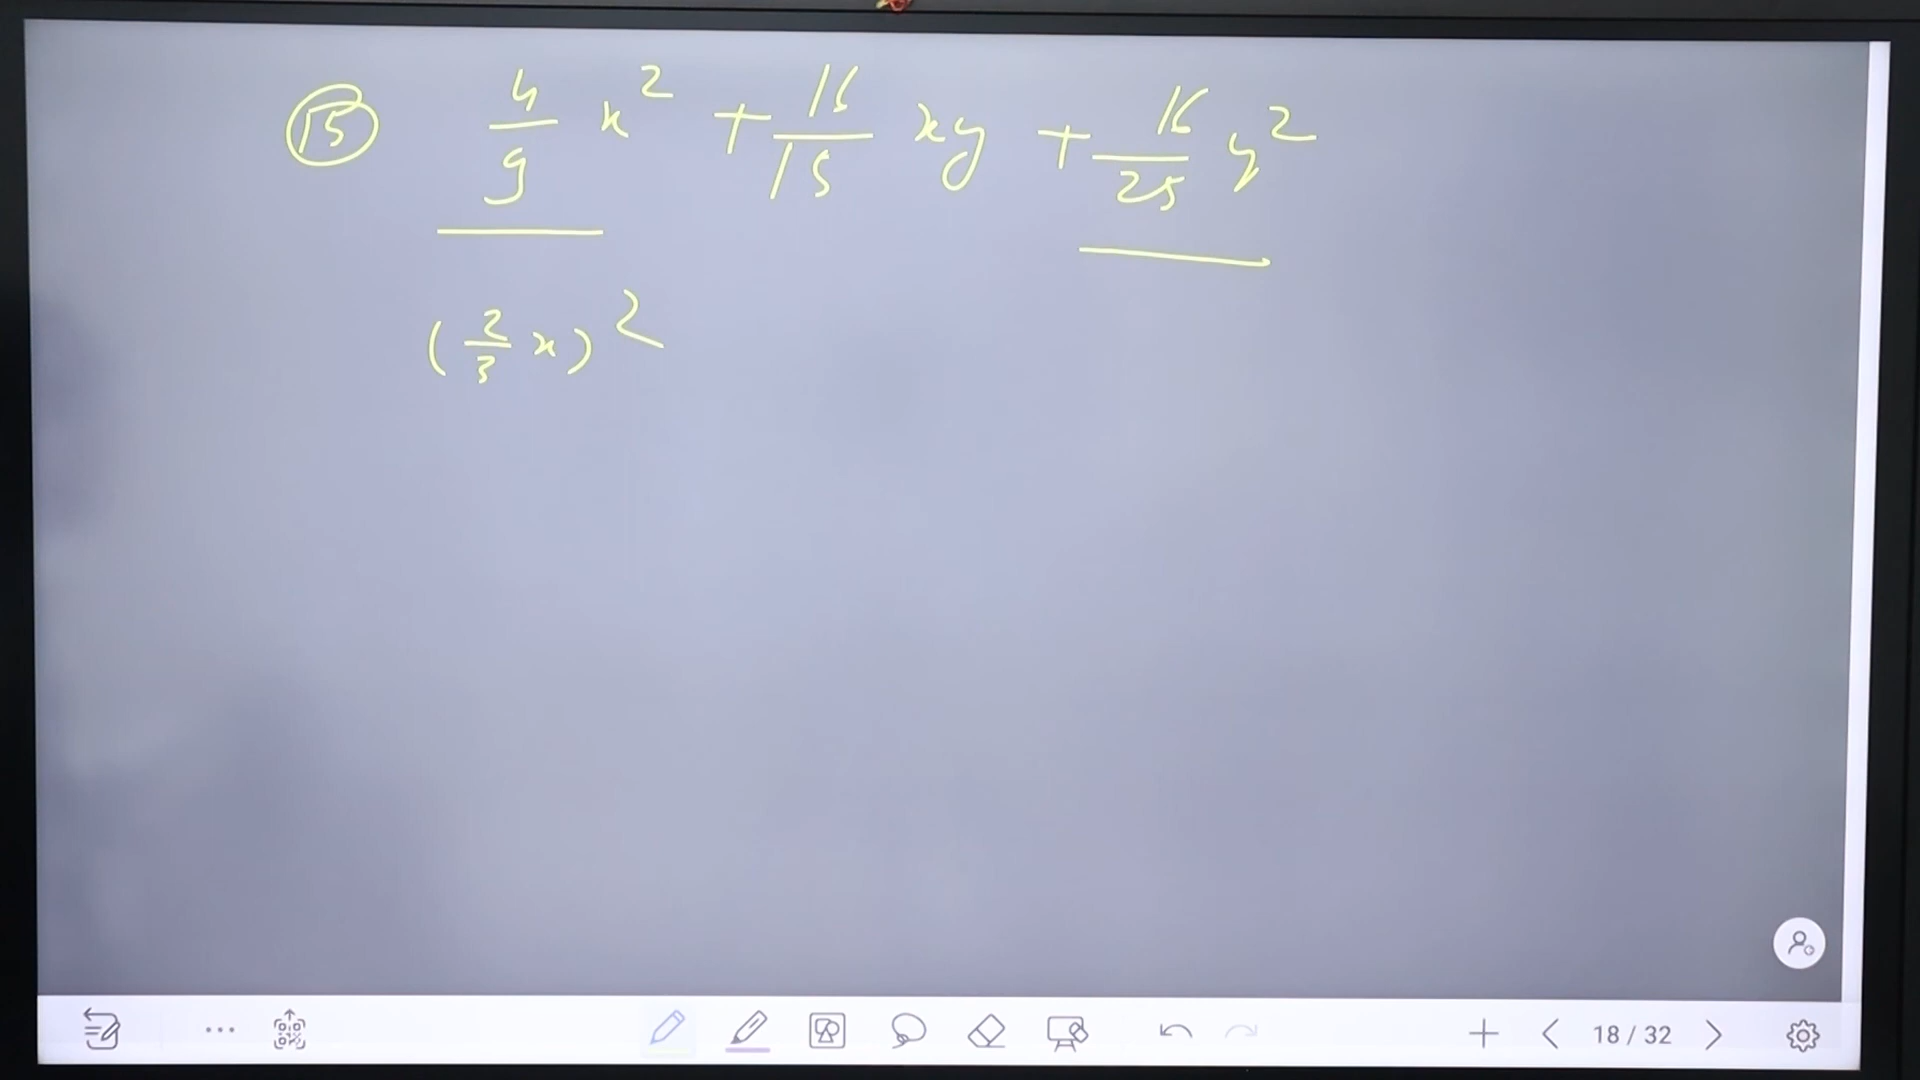 15 4/9 x² + 16/15 xy + 16/25 y²
(2/3 x)²
18 / 32